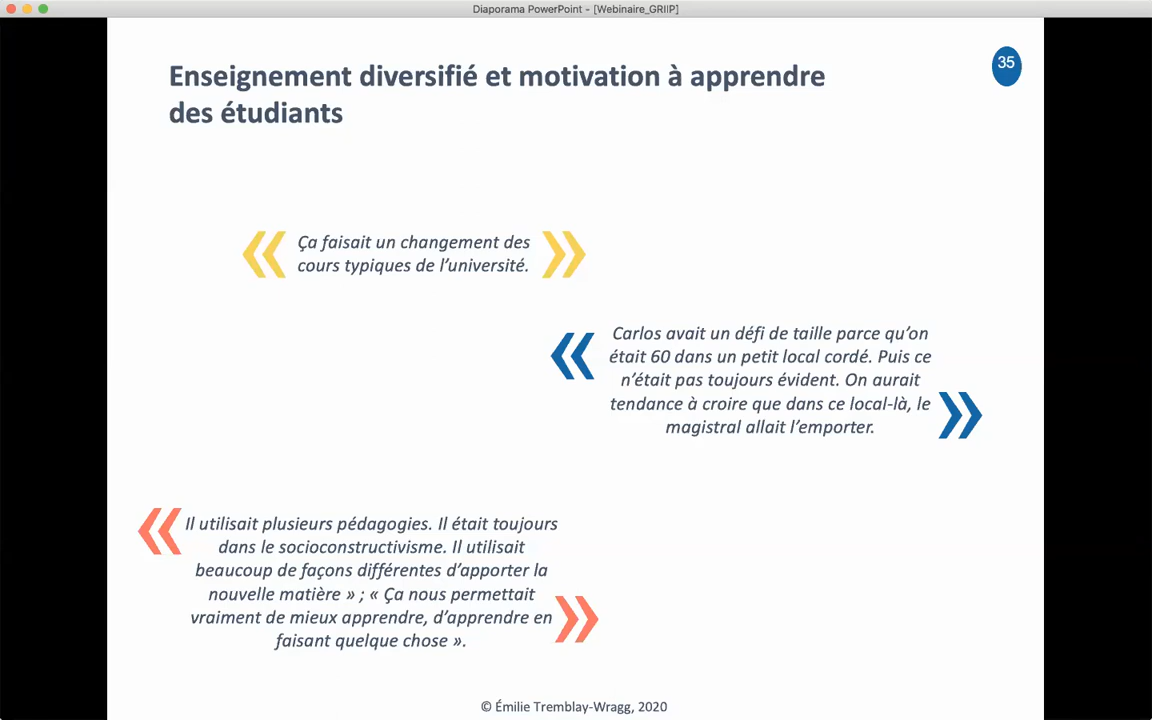 Diaporama PowerPoint - [Webinaire_GRIIP]
35
Enseignement diversifié et motivation à apprendre
des étudiants
« Ça faisait un changement des
cours typiques de l'université. »
« Carlos avait un défi de taille parce qu'on
était 60 dans un petit local cordé. Puis ce
n'était pas toujours évident. On aurait
tendance à croire que dans ce local-là, le
magistral allait l'emporter. »
« Il utilisait plusieurs pédagogies. Il était toujours
dans le socioconstructivisme. Il utilisait
beaucoup de façons différentes d'apporter la
nouvelle matière » ; « Ça nous permettait
vraiment de mieux apprendre, d'apprendre en
faisant quelque chose ». »
© Émilie Tremblay-Wragg, 2020